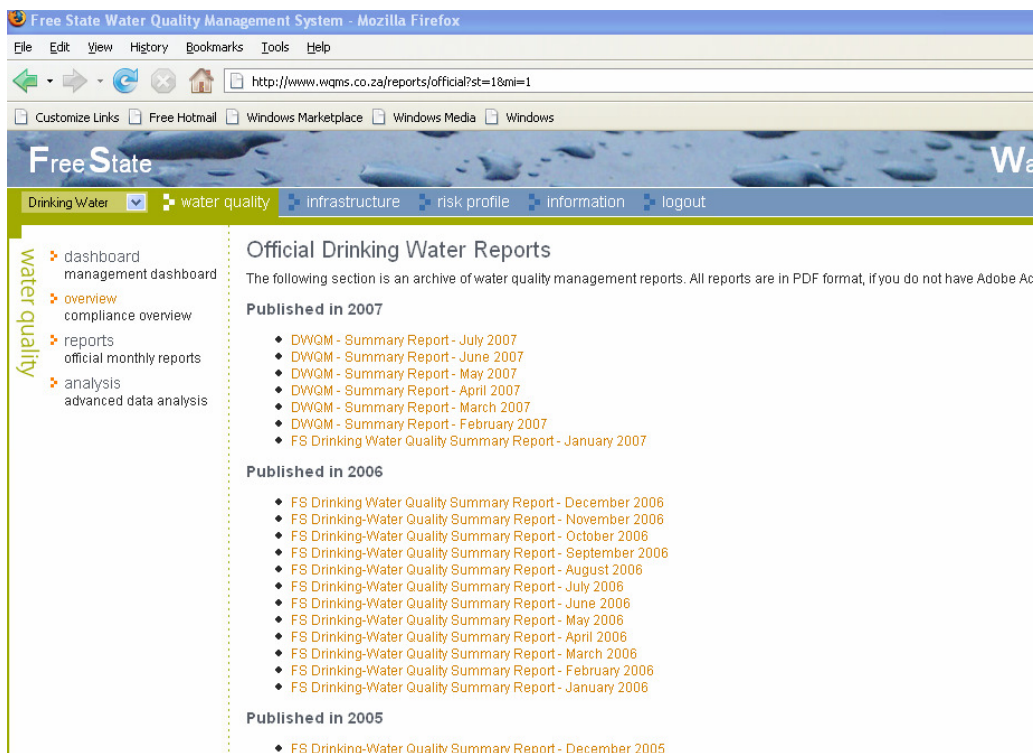 Free State Water Quality Management System - Mozilla Firefox
File Edit View History Bookmarks Tools Help
http://www.wqms.co.za/reports/official?st=1&mi=1
Customize Links Free Hotmail Windows Marketplace Windows Media Windows
Free State Wa
Drinking Water water quality infrastructure risk profile information logout
water quality
dashboard
management dashboard
overview
compliance overview
reports
official monthly reports
analysis
advanced data analysis
Official Drinking Water Reports
The following section is an archive of water quality management reports. All reports are in PDF format, if you do not have Adobe Ac
Published in 2007
DWQM - Summary Report - July 2007
DWQM - Summary Report - June 2007
DWQM - Summary Report - May 2007
DWQM - Summary Report - April 2007
DWQM - Summary Report - March 2007
DWQM - Summary Report - February 2007
FS Drinking Water Quality Summary Report - January 2007
Published in 2006
FS Drinking Water Quality Summary Report - December 2006
FS Drinking-Water Quality Summary Report - November 2006
FS Drinking-Water Quality Summary Report - October 2006
FS Drinking-Water Quality Summary Report - September 2006
FS Drinking-Water Quality Summary Report - August 2006
FS Drinking-Water Quality Summary Report - July 2006
FS Drinking-Water Quality Summary Report - June 2006
FS Drinking-Water Quality Summary Report - May 2006
FS Drinking-Water Quality Summary Report - April 2006
FS Drinking-Water Quality Summary Report - March 2006
FS Drinking-Water Quality Summary Report - February 2006
FS Drinking-Water Quality Summary Report - January 2006
Published in 2005
FS Drinking-Water Quality Summary Report - December 2005